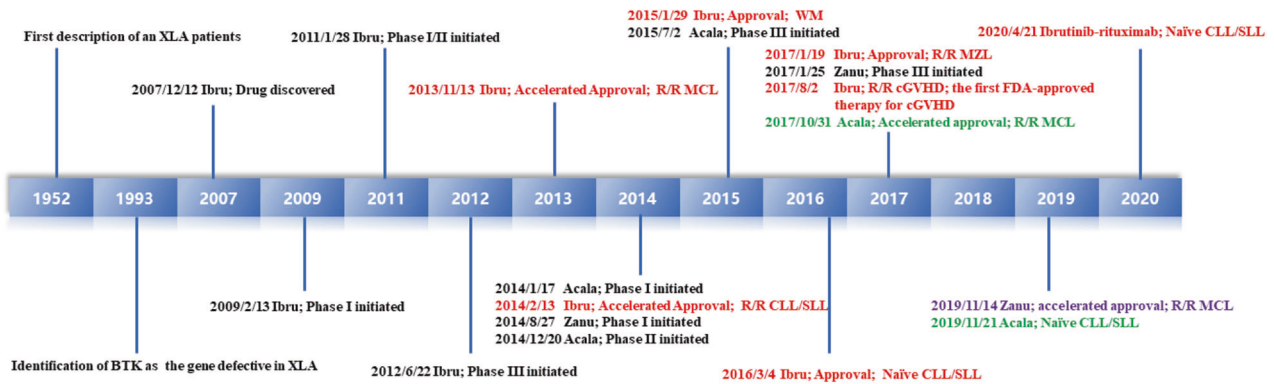 First description of an XLA patients
2007/12/12 Ibru; Drug discovered
2011/1/28 Ibru; Phase I/II initiated
2013/11/13 Ibru; Accelerated Approval; R/R MCL
2015/1/29 Ibru; Approval; WM
2015/7/2 Acala; Phase III initiated
2017/1/19 Ibru; Approval; R/R MZL
2017/1/25 Zanu; Phase III initiated
2017/8/2 Ibru; R/R cGVHD; the first FDA-approved
therapy for cGVHD
2017/10/31 Acala; Accelerated approval; R/R MCL
2020/4/21 Ibrutinib-rituximab; Naïve CLL/SLL
1952 1993 2007 2009 2011 2012 2013 2014 2015 2016 2017 2018 2019 2020
Identification of BTK as the gene defective in XLA
2009/2/13 Ibru; Phase I initiated
2012/6/22 Ibru; Phase III initiated
2014/1/17 Acala; Phase I initiated
2014/2/13 Ibru; Accelerated Approval; R/R CLL/SLL
2014/8/27 Zanu; Phase I initiated
2014/12/20 Acala; Phase II initiated
2016/3/4 Ibru; Approval; Naïve CLL/SLL
2019/11/14 Zanu; accelerated approval; R/R MCL
2019/11/21 Acala; Naïve CLL/SLL